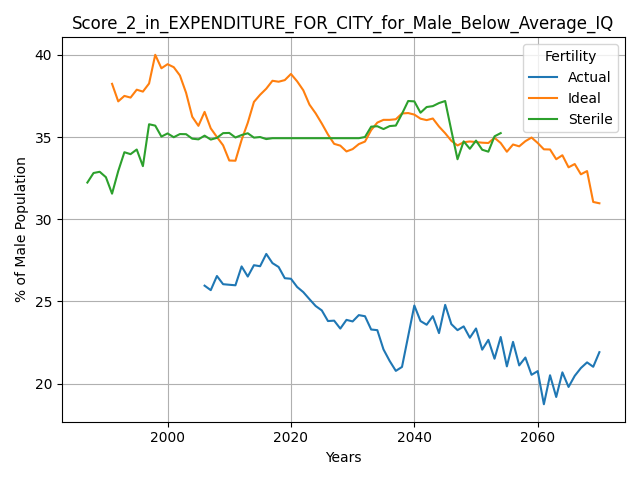 Score_2_in_EXPENDITURE_FOR_CITY_for_Male_Below_Average_IQ
Fertility
Actual
Ideal
Sterile
% of Male Population
40
35
30
25
20
2000
2020
2040
2060
Years